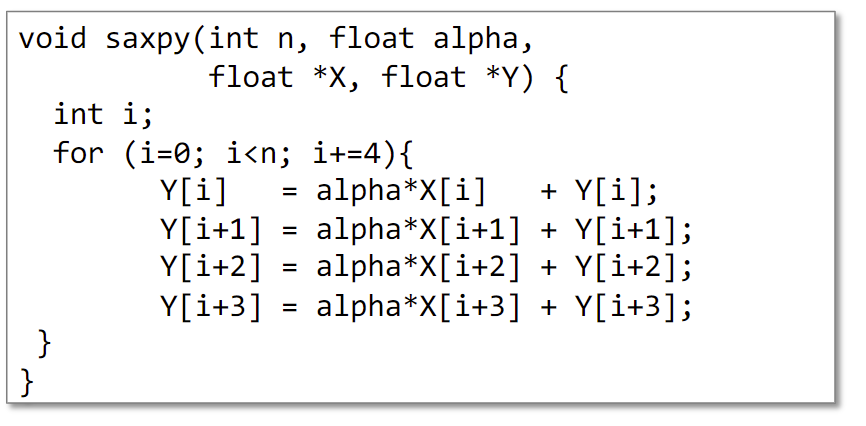 void saxpy(int n, float alpha,
           float *X, float *Y) {
  int i;
  for (i=0; i<n; i+=4){
        Y[i]   = alpha*X[i]   + Y[i];
        Y[i+1] = alpha*X[i+1] + Y[i+1];
        Y[i+2] = alpha*X[i+2] + Y[i+2];
        Y[i+3] = alpha*X[i+3] + Y[i+3];
 }
}